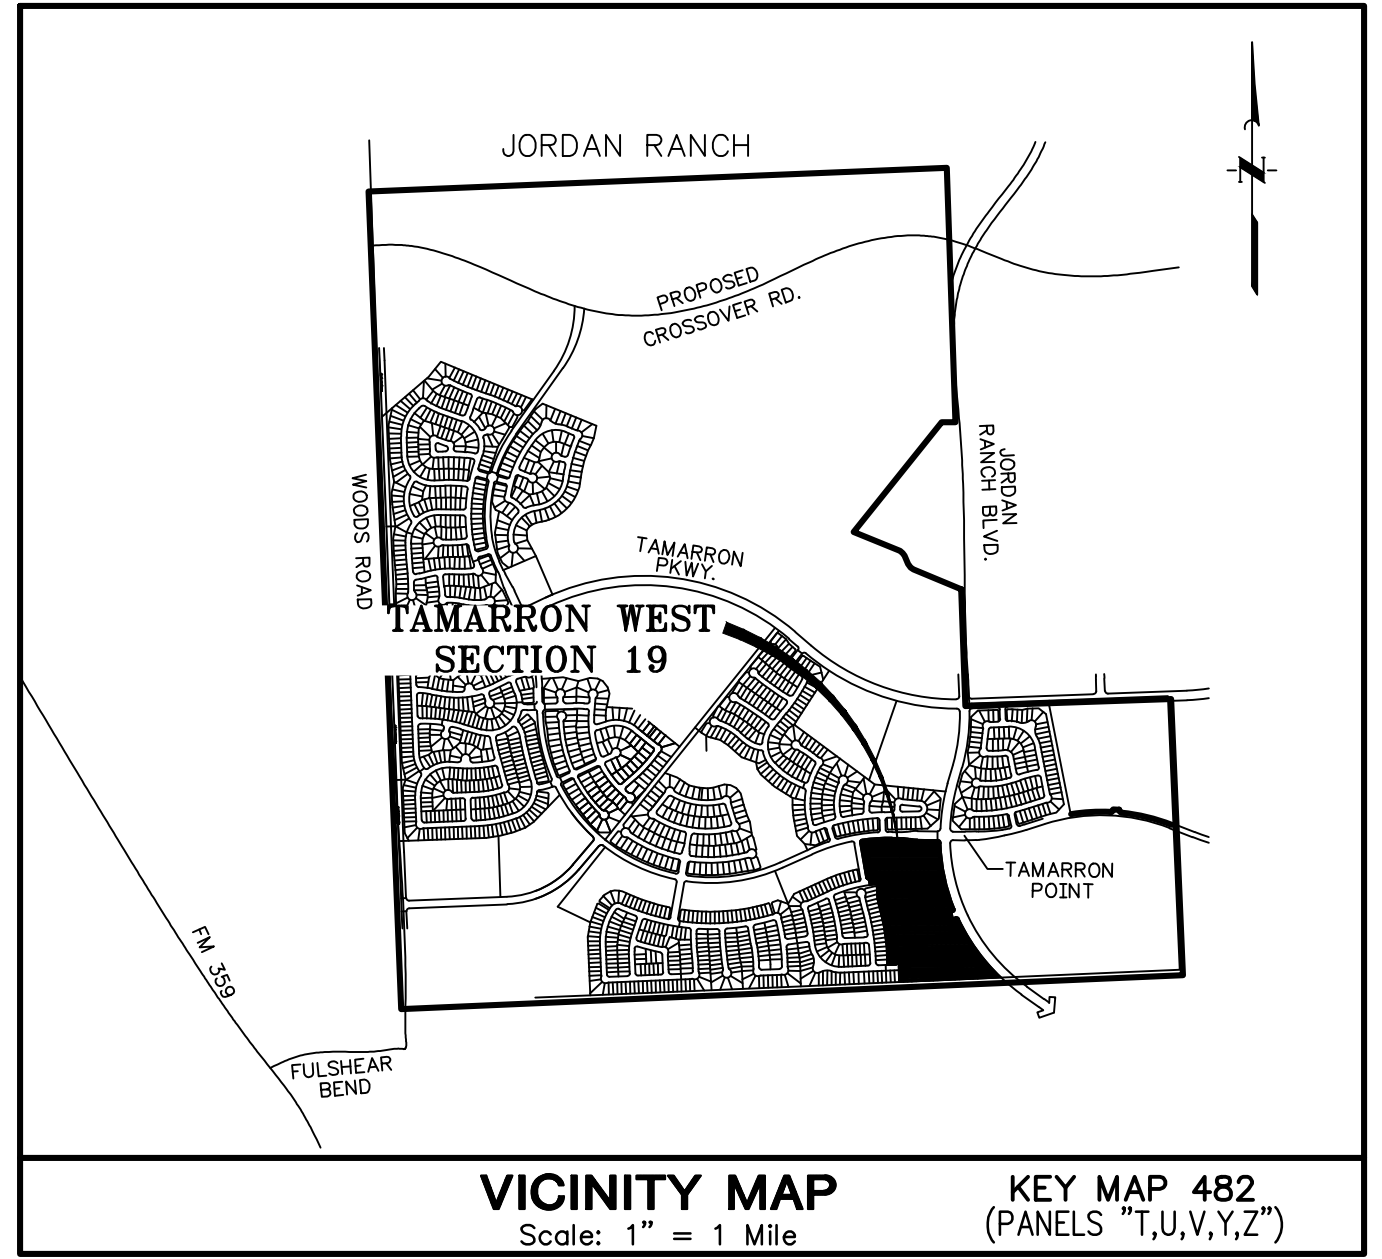 JORDAN RANCH
N
PROPOSED
CROSSOVER RD.
JORDAN
RANCH BLVD.
WOODS ROAD
TAMARRON
PKWY.
TAMARRON WEST
SECTION 19
TAMARRON
POINT
FM 359
FULSHEAR
BEND
VICINITY MAP
Scale: 1" = 1 Mile
KEY MAP 482
(PANELS "T,U,V,Y,Z")